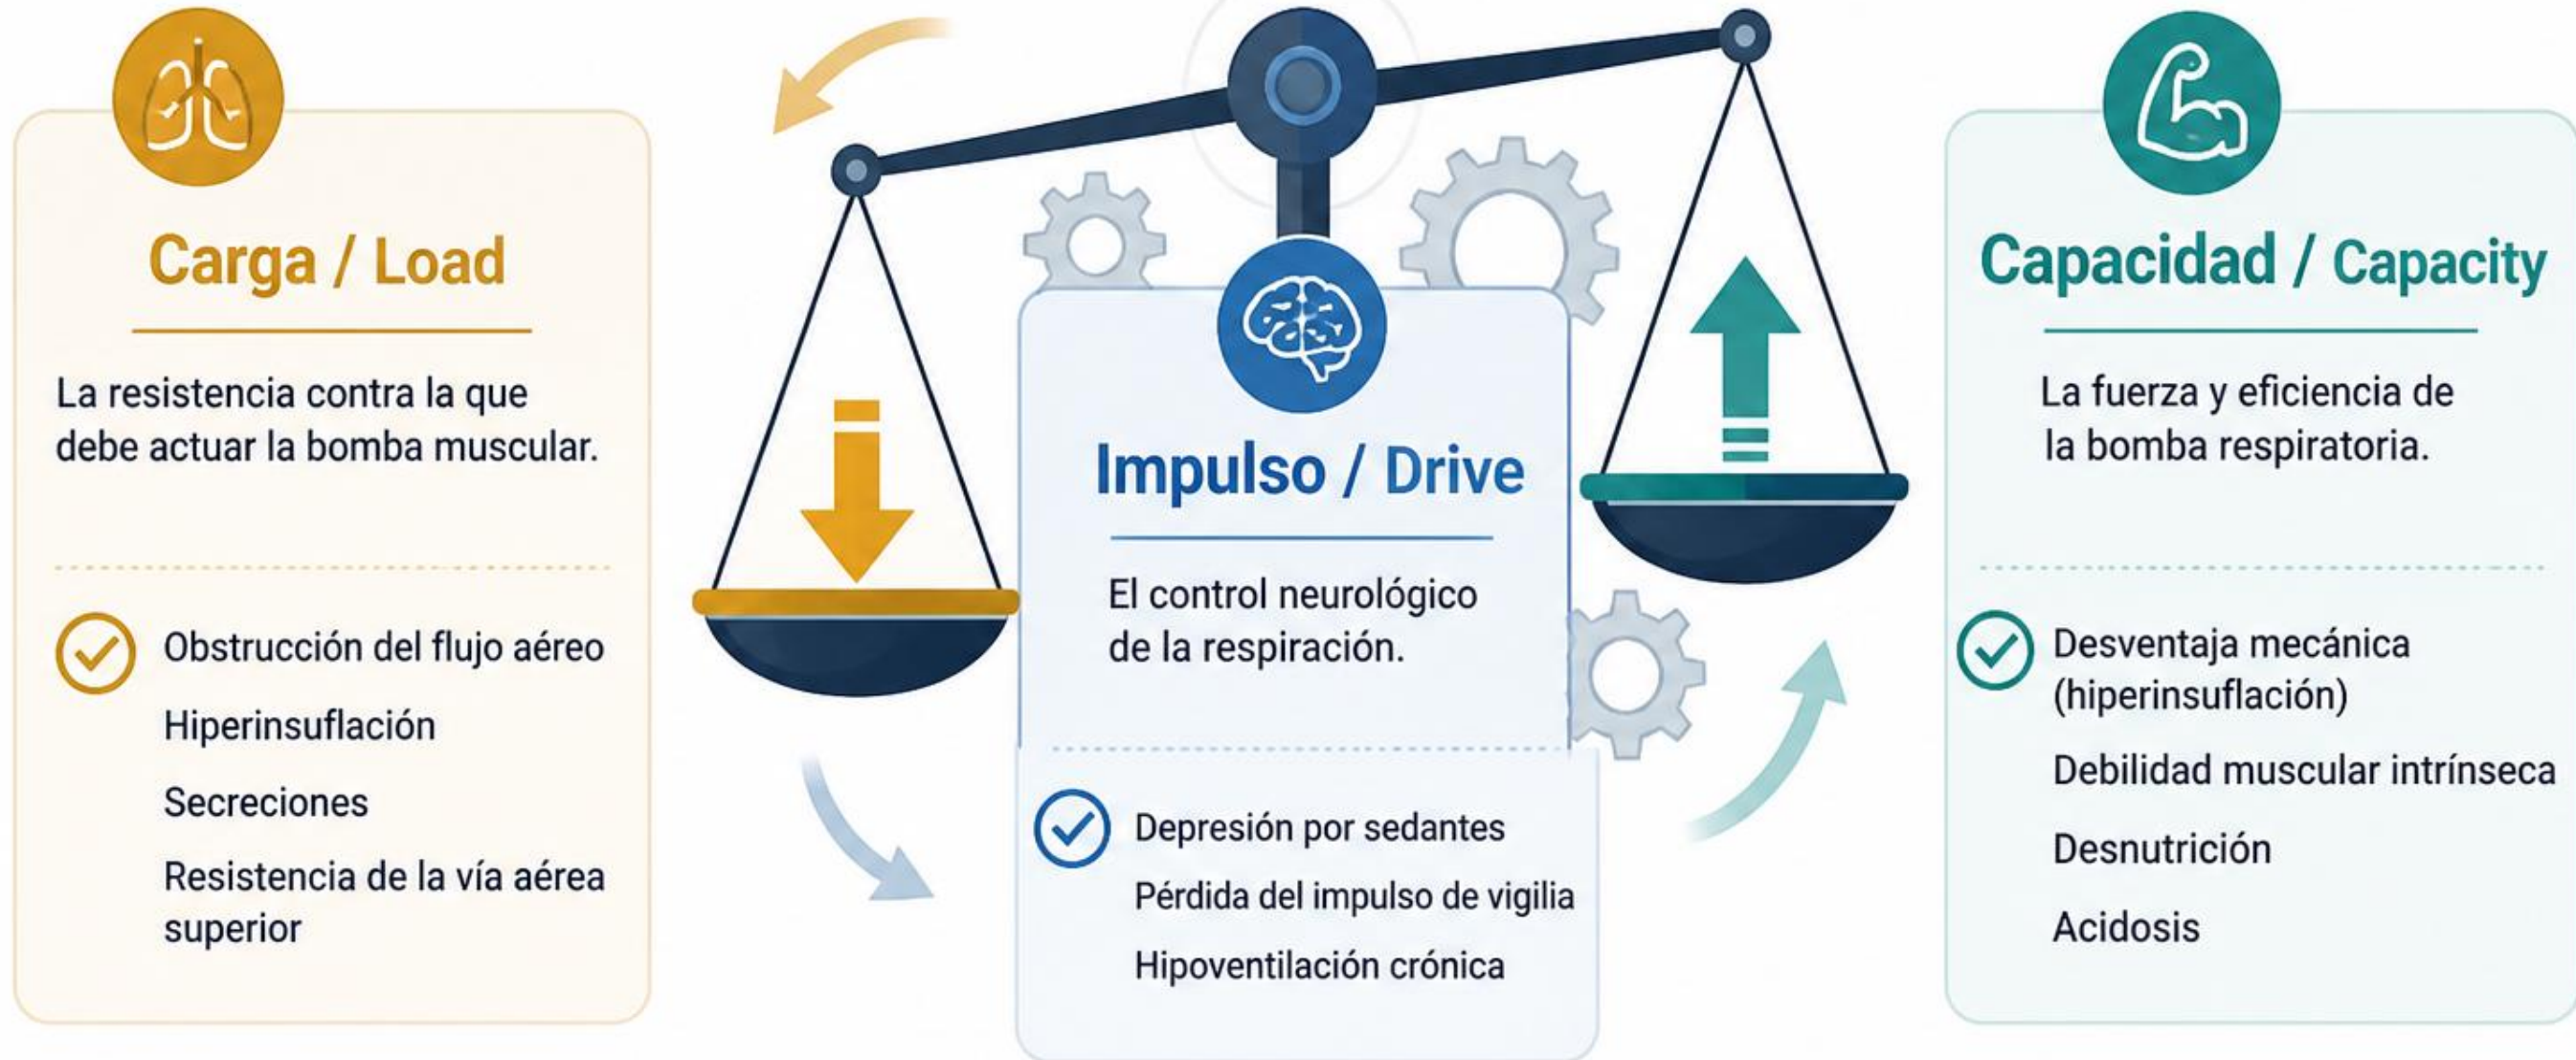 Carga / Load
La resistencia contra la que
debe actuar la bomba muscular.
Obstrucción del flujo aéreo
Hiperinsuflación
Secreciones
Resistencia de la vía aérea
superior
Impulso / Drive
El control neurológico
de la respiración.
Depresión por sedantes
Pérdida del impulso de vigilia
Hipoventilación crónica
Capacidad / Capacity
La fuerza y eficiencia de
la bomba respiratoria.
Desventaja mecánica
(hiperinsuflación)
Debilidad muscular intrínseca
Desnutrición
Acidosis